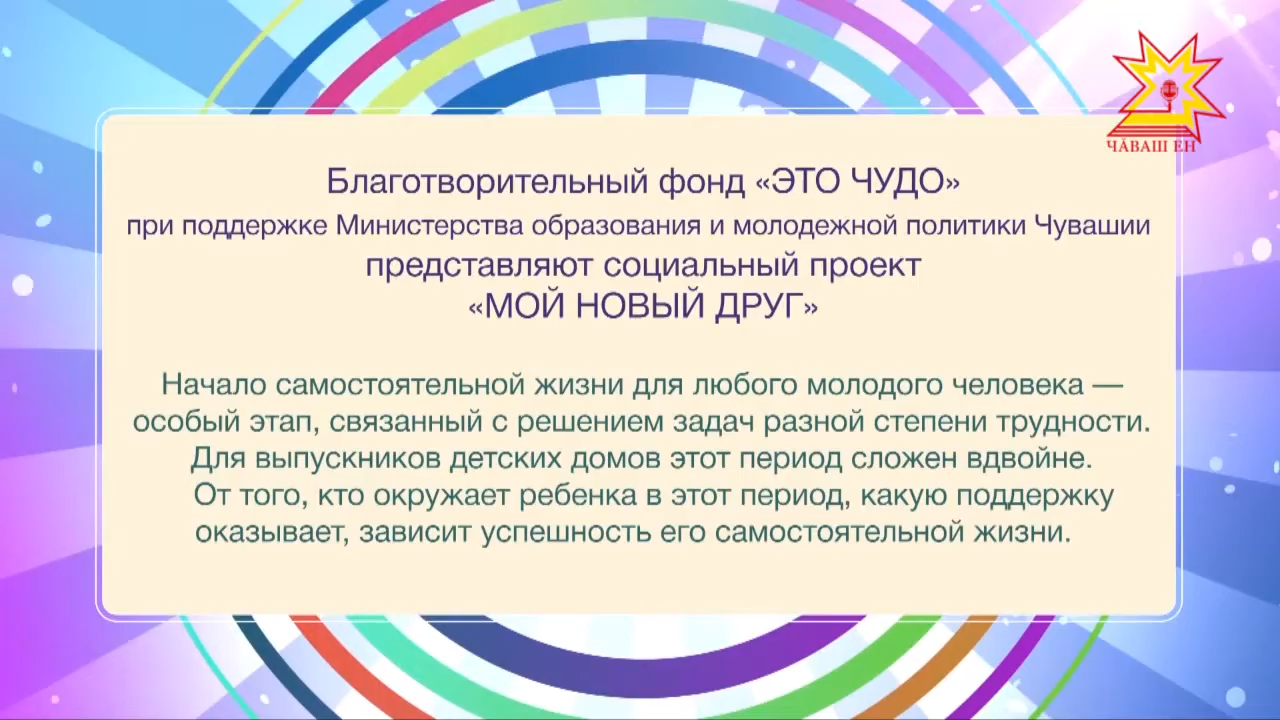 ЧӐВАШ ЕН
Благотворительный фонд «ЭТО ЧУДО»
при поддержке Министерства образования и молодежной политики Чувашии
представляют социальный проект
«МОЙ НОВЫЙ ДРУГ»
Начало самостоятельной жизни для любого молодого человека —
особый этап, связанный с решением задач разной степени трудности.
Для выпускников детских домов этот период сложен вдвойне.
От того, кто окружает ребенка в этот период, какую поддержку
оказывает, зависит успешность его самостоятельной жизни.